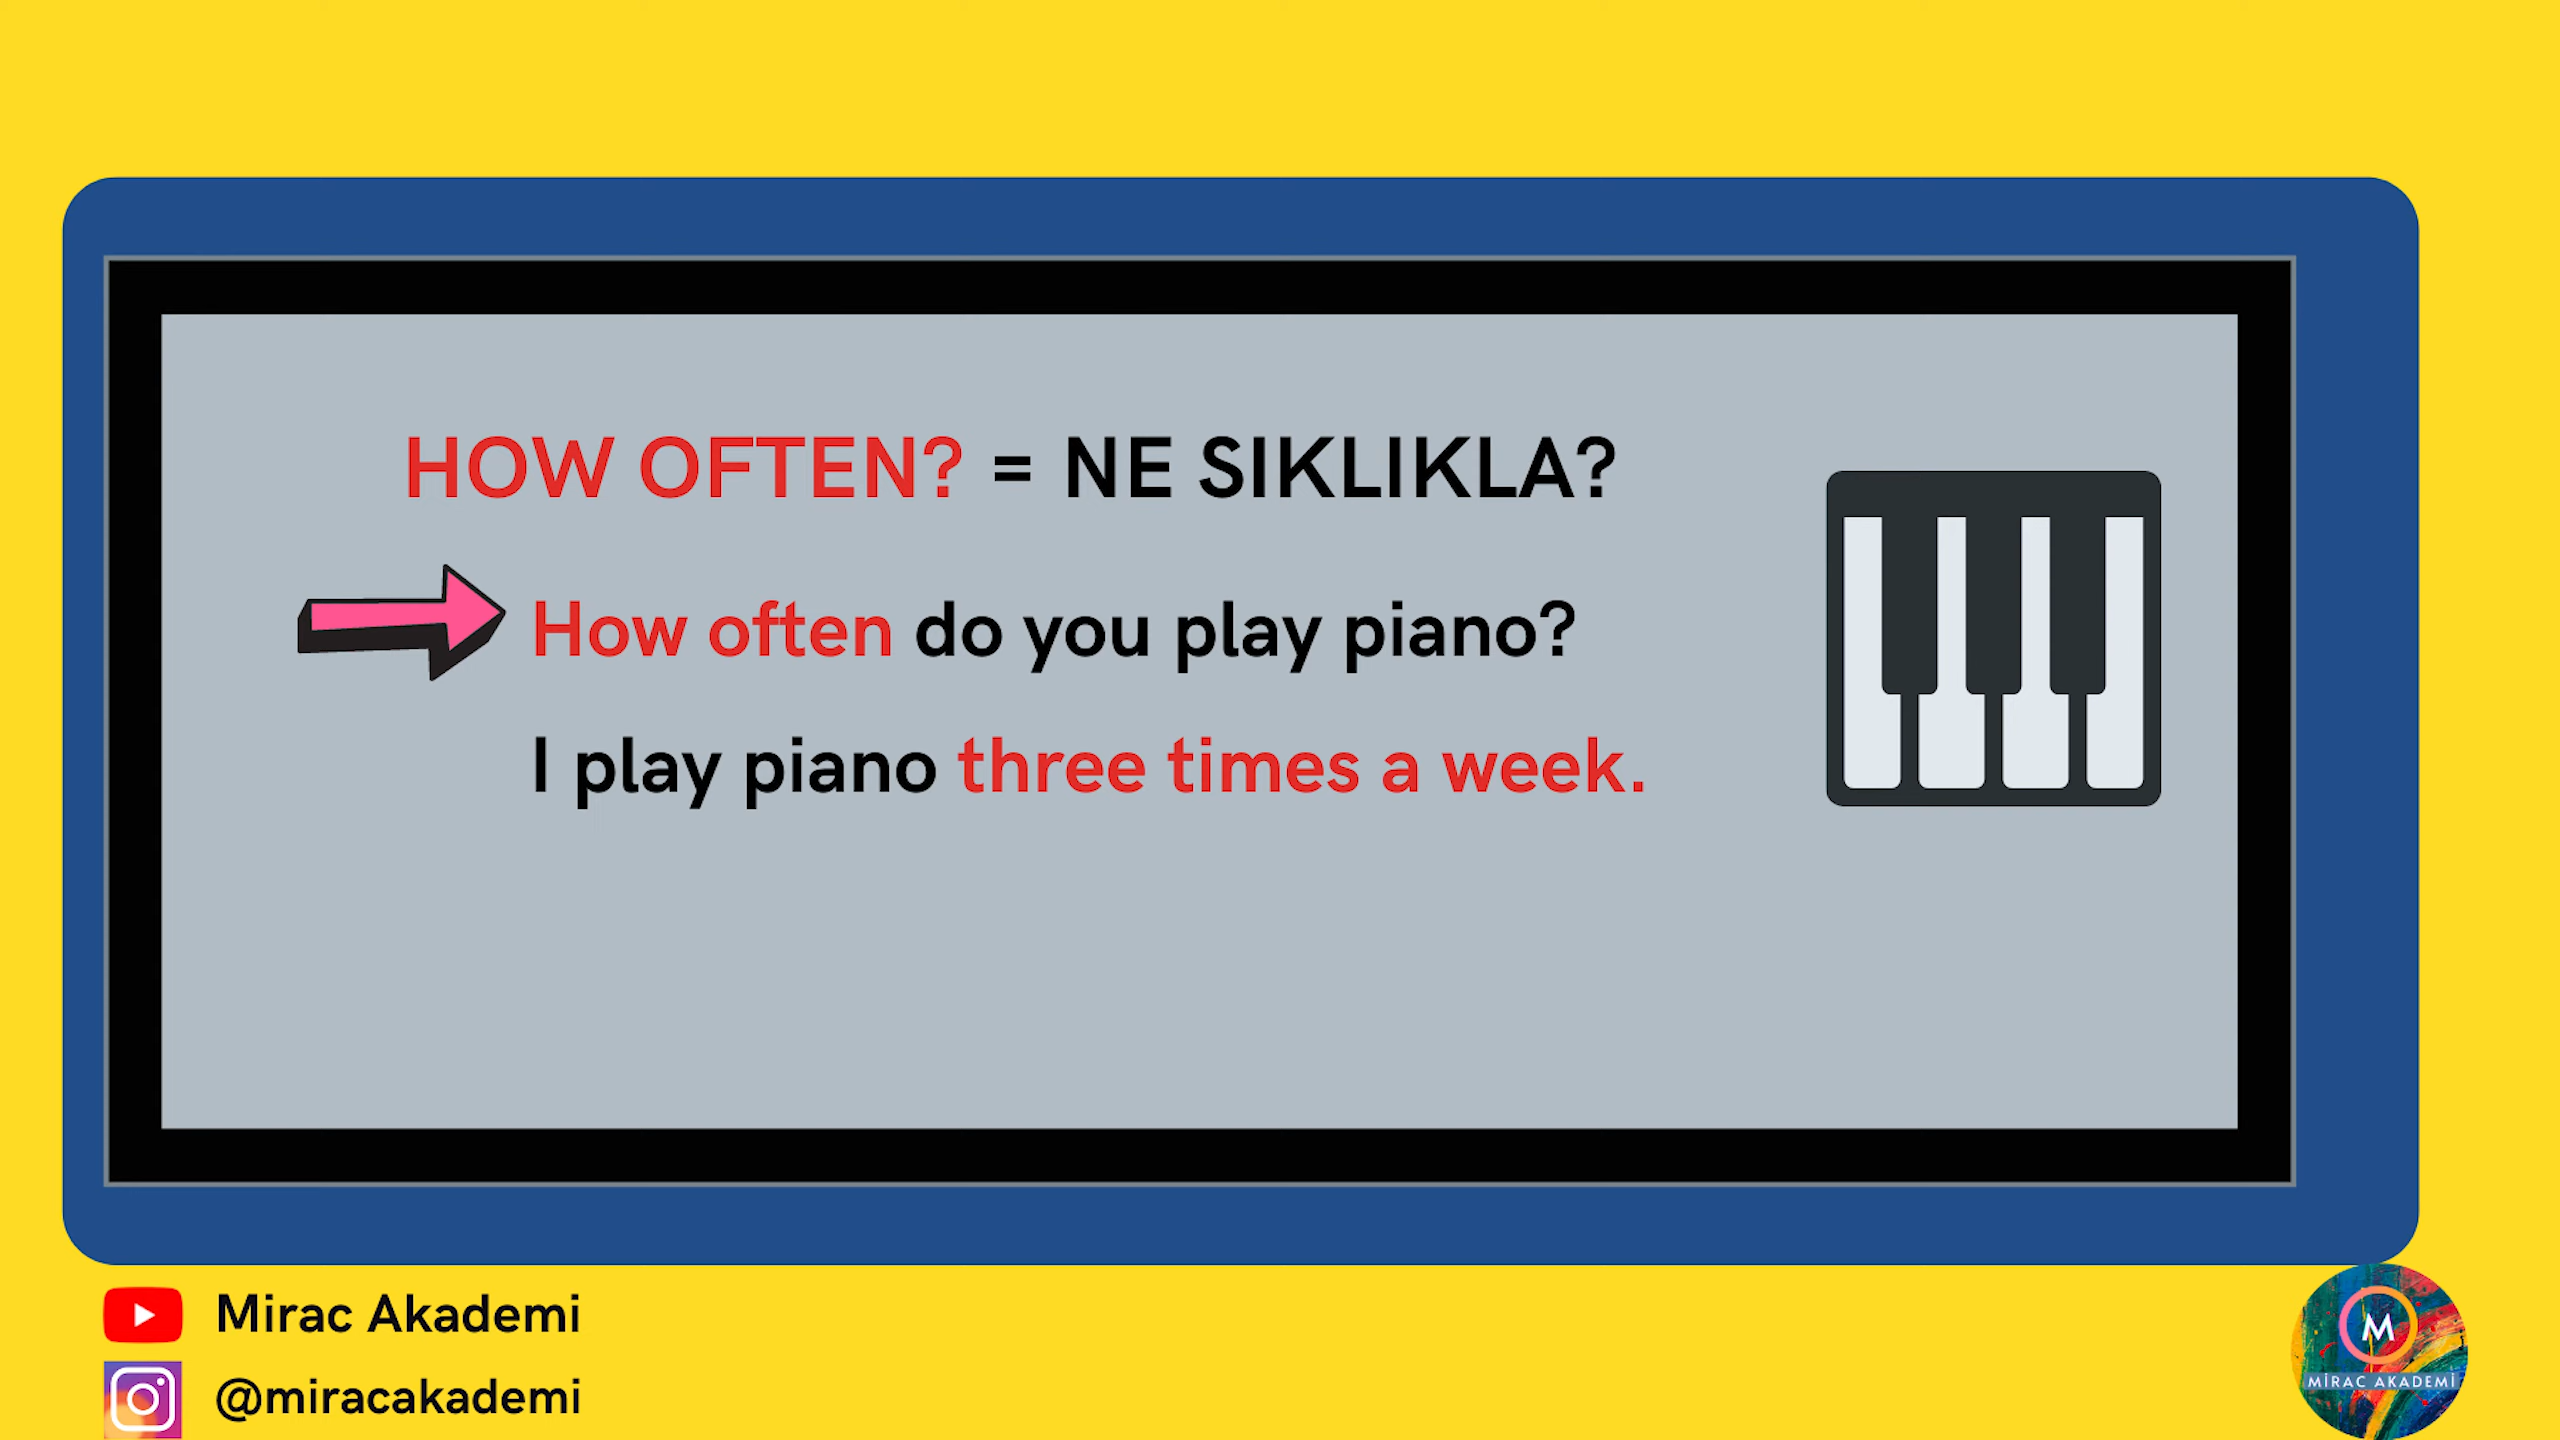 HOW OFTEN? = NE SIKLIKLA?
How often do you play piano?
I play piano three times a week.
Mirac Akademi
@miracakademi
M
MİRAC AKADEMİ